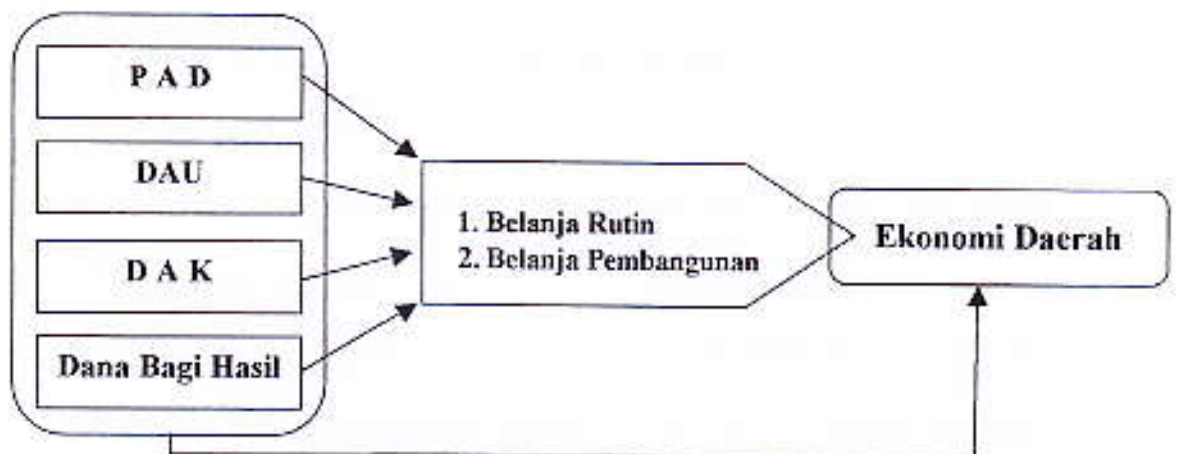 P A D
DAU
D A K
Dana Bagi Hasil
1. Belanja Rutin
2. Belanja Pembangunan
Ekonomi Daerah